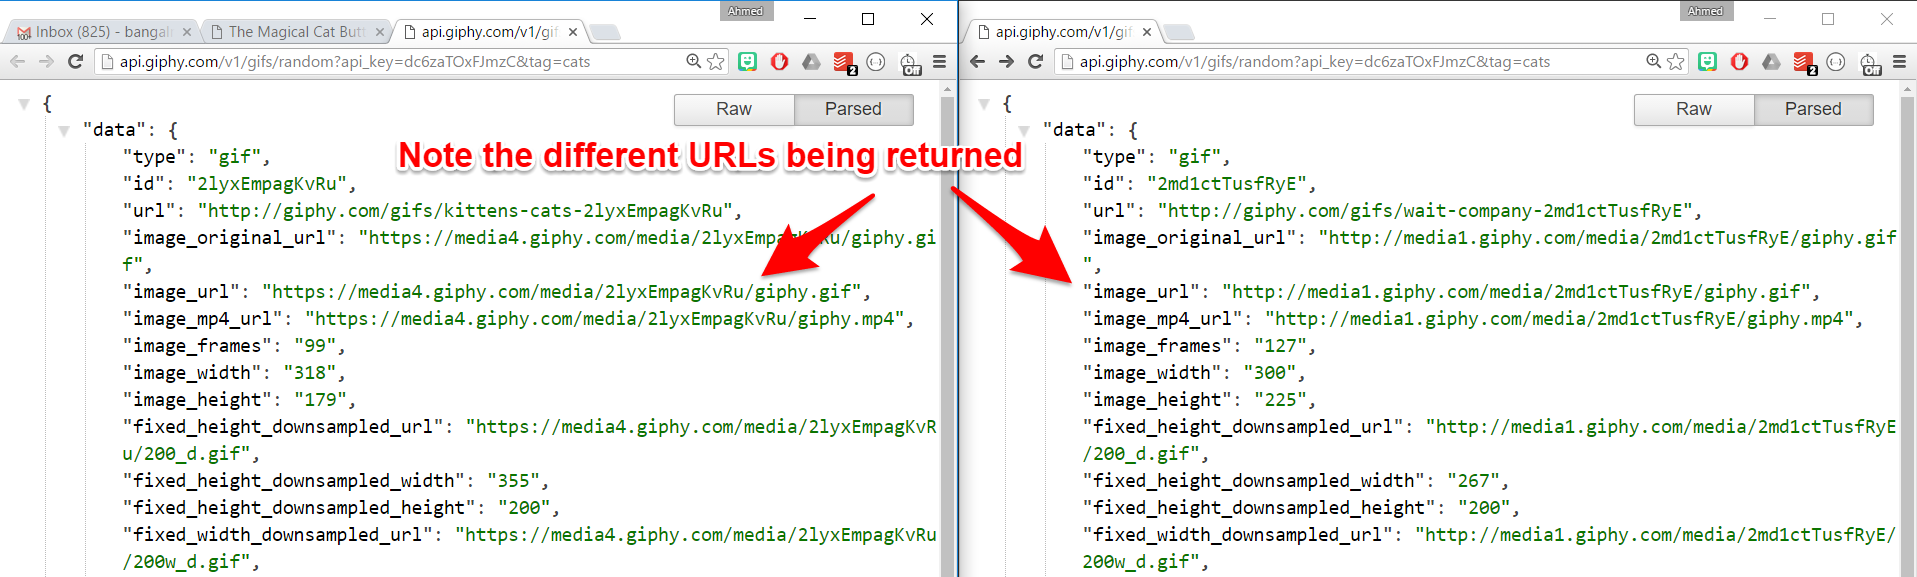 Ahmed
Inbox (825) - bangal
The Magical Cat Butt
api.giphy.com/v1/gif
api.giphy.com/v1/gifs/random?api_key=dc6zaTOxFJmzC&tag=cats
2
Off
Raw
Parsed
{
"data": {
"type": "gif",
"id": "2lyxEmpagKvRu",
"url": "http://giphy.com/gifs/kittens-cats-2lyxEmpagKvRu",
"image_original_url": "https://media4.giphy.com/media/2lyxEmpagKvRu/giphy.gi
f",
"image_url": "https://media4.giphy.com/media/2lyxEmpagKvRu/giphy.gif",
"image_mp4_url": "https://media4.giphy.com/media/2lyxEmpagKvRu/giphy.mp4",
"image_frames": "99",
"image_width": "318",
"image_height": "179",
"fixed_height_downsampled_url": "https://media4.giphy.com/media/2lyxEmpagKvR
u/200_d.gif",
"fixed_height_downsampled_width": "355",
"fixed_height_downsampled_height": "200",
"fixed_width_downsampled_url": "https://media4.giphy.com/media/2lyxEmpagKvRu
/200w_d.gif",
Note the different URLs being returned
Ahmed
api.giphy.com/v1/gif
api.giphy.com/v1/gifs/random?api_key=dc6zaTOxFJmzC&tag=cats
2
Off
Raw
Parsed
{
"data": {
"type": "gif",
"id": "2md1ctTusfRyE",
"url": "http://giphy.com/gifs/wait-company-2md1ctTusfRyE",
"image_original_url": "http://media1.giphy.com/media/2md1ctTusfRyE/giphy.gif
",
"image_url": "http://media1.giphy.com/media/2md1ctTusfRyE/giphy.gif",
"image_mp4_url": "http://media1.giphy.com/media/2md1ctTusfRyE/giphy.mp4",
"image_frames": "127",
"image_width": "300",
"image_height": "225",
"fixed_height_downsampled_url": "http://media1.giphy.com/media/2md1ctTusfRyE
/200_d.gif",
"fixed_height_downsampled_width": "267",
"fixed_height_downsampled_height": "200",
"fixed_width_downsampled_url": "http://media1.giphy.com/media/2md1ctTusfRyE/
200w_d.gif",